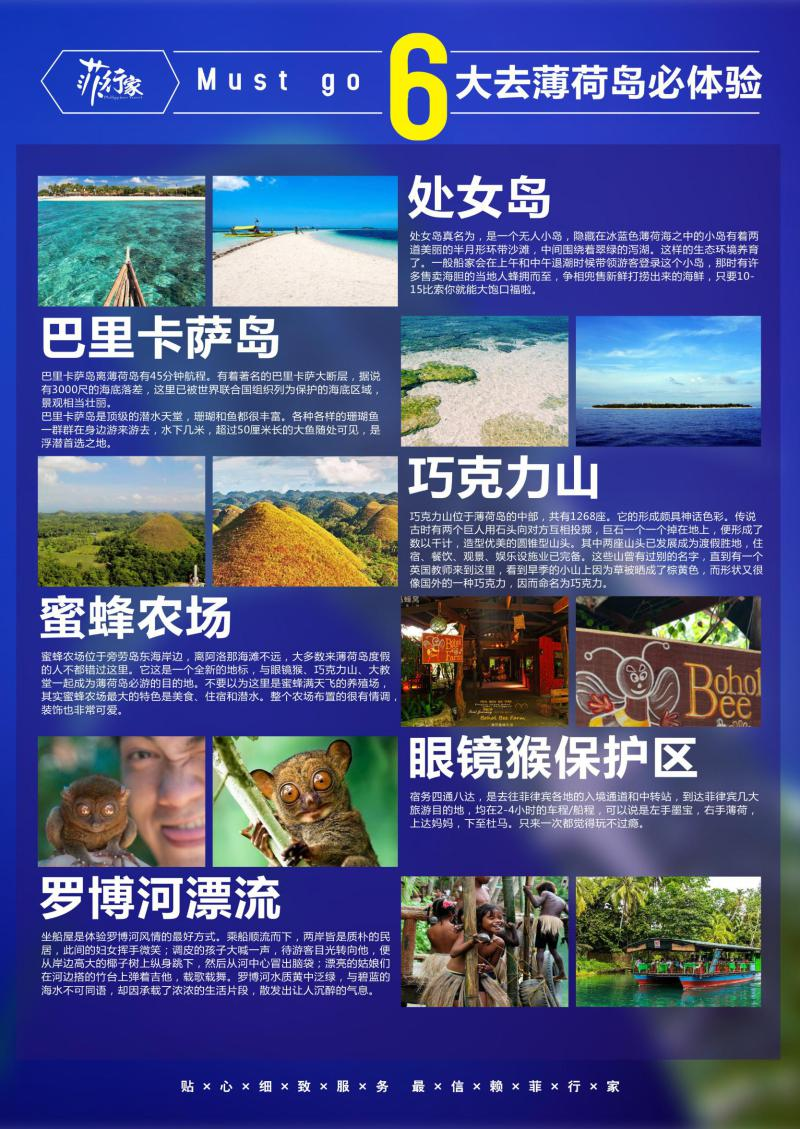 菲行家
Must go 6大去薄荷岛必体验
处女岛
处女岛真名为，是一个无人小岛，隐藏在冰蓝色薄荷海之中的小岛有着两
道美丽的半月形环带沙滩，中间围绕着翠绿的泻湖。这样的生态环境养育
了。一般船家会在上午和中午退潮时候带领游客登录这个小岛，那时有许
多售卖海胆的当地人蜂拥而至，争相兜售新鲜打捞出来的海鲜，只要10-
15比索你就能大饱口福啦。
巴里卡萨岛
巴里卡萨岛离薄荷岛有45分钟航程。有着著名的巴里卡萨大断层，据说
有3000尺的海底落差，这里已被世界联合国组织列为保护的海底区域，
景观相当壮丽。
巴里卡萨岛是顶级的潜水天堂，珊瑚和鱼都很丰富。各种各样的珊瑚鱼
一群群在身边游来游去，水下几米，超过50厘米长的大鱼随处可见，是
浮潜首选之地。
巧克力山
巧克力山位于薄荷岛的中部，共有1268座。它的形成颇具神话色彩。传说
古时有两个巨人用石头向对方互相投掷，巨石一个一个掉在地上，便形成了
数以千计，造型优美的圆锥型山头。其中两座山头已发展成为渡假胜地，住
宿、餐饮、观景、娱乐设施业已完备。这些山曾有过别的名字，直到有一个
英国教师来到这里，看到旱季的小山上因为草被晒成了棕黄色，而形状又很
像国外的一种巧克力，因而命名为巧克力。
蜜蜂农场
蜜蜂农场位于旁劳岛东海岸边，离阿洛那海滩不远，大多数来薄荷岛度假
的人不都错过这里。它这是一个全新的地标，与眼镜猴、巧克力山、大教
堂一起成为薄荷岛必游的目的地。不要以为这里是蜜蜂满天飞的养殖场，
其实蜜蜂农场最大的特色是美食、住宿和潜水。整个农场布置的很有情调，
装饰也非常可爱。
Bohol
Bee
Farm
Bohol Bee Farm
Bohol
Bee
眼镜猴保护区
宿务四通八达，是去往菲律宾各地的入境通道和中转站，到达菲律宾几大
旅游目的地，均在2-4小时的车程/船程，可以说是左手墨宝，右手薄荷，
上达妈妈，下至杜马。只来一次都觉得玩不过瘾。
罗博河漂流
坐船屋是体验罗博河风情的最好方式。乘船顺流而下，两岸皆是质朴的民
居，此间的妇女挥手微笑；调皮的孩子大喊一声，待游客目光转向他，便
从岸边高大的椰子树上纵身跳下，然后从河中心冒出脑袋；漂亮的姑娘们
在河边搭的竹台上弹着吉他，载歌载舞。罗博河水质黄中泛绿，与碧蓝的
海水不可同语，却因承载了浓浓的生活片段，散发出让人沉醉的气息。
贴×心×细×致×服×务 最×信×赖×菲×行×家